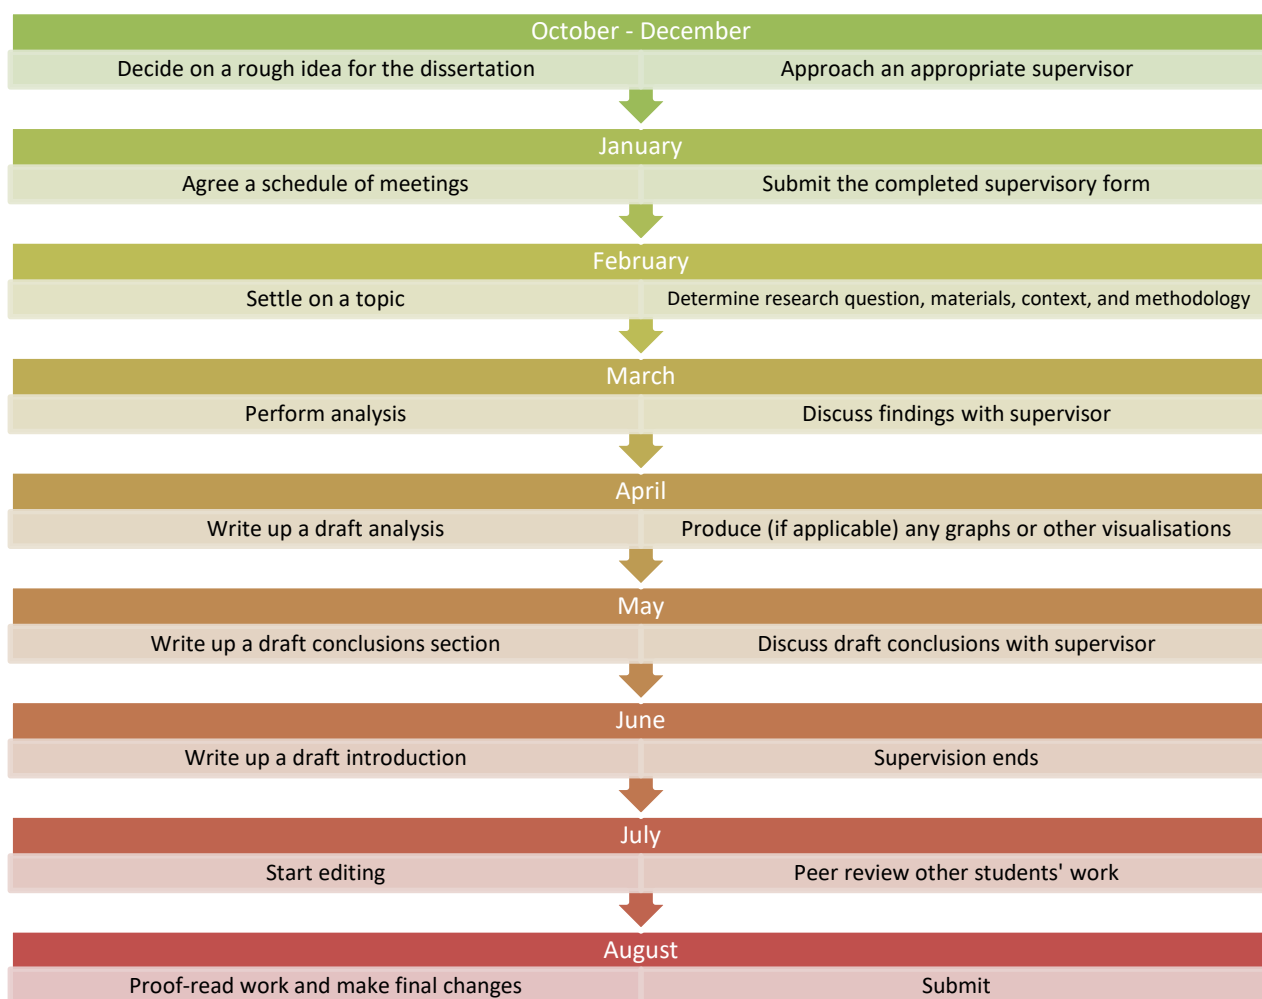 October - December
Decide on a rough idea for the dissertation
Approach an appropriate supervisor
January
Agree a schedule of meetings
Submit the completed supervisory form
February
Settle on a topic
Determine research question, materials, context, and methodology
March
Perform analysis
Discuss findings with supervisor
April
Write up a draft analysis
Produce (if applicable) any graphs or other visualisations
May
Write up a draft conclusions section
Discuss draft conclusions with supervisor
June
Write up a draft introduction
Supervision ends
July
Start editing
Peer review other students' work
August
Proof-read work and make final changes
Submit